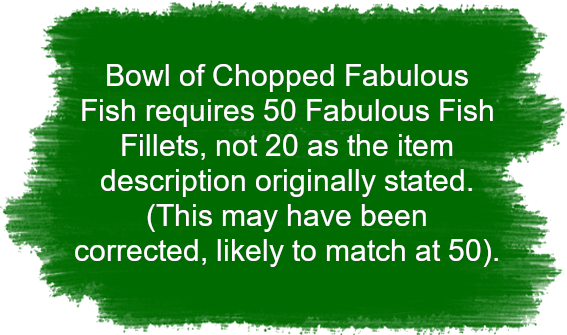 Bowl of Chopped Fabulous
Fish requires 50 Fabulous Fish
Fillets, not 20 as the item
description originally stated.
(This may have been
corrected, likely to match at 50).